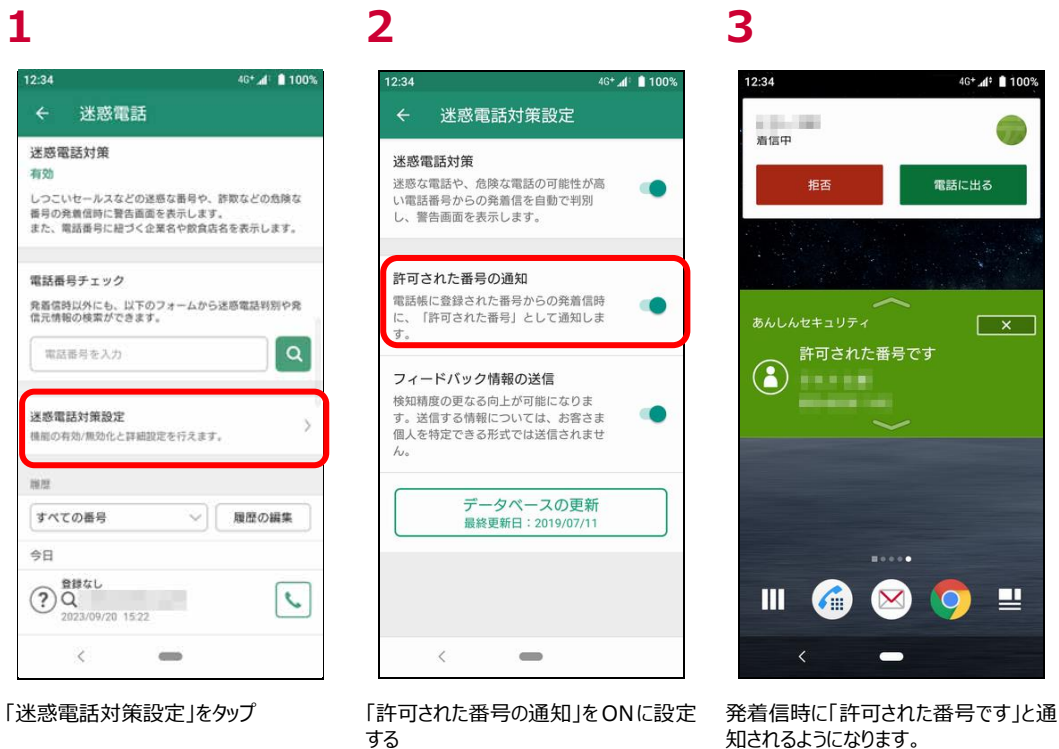 1
12:34 4G+ 100%
迷惑電話
迷惑電話対策
有効
しつこいセールスなどの迷惑な番号や、詐欺などの危険な
番号の発着信時に警告画面を表示します。
また、電話番号に紐づく企業名や飲食店名を表示します。
電話番号チェック
発着信時以外にも、以下のフォームから迷惑電話判別や発
信元情報の検索ができます。
電話番号を入力
迷惑電話対策設定
機能の有効/無効化と詳細設定を行えます。
履歴
すべての番号 履歴の編集
今日
登録なし
2023/09/20 15:22
「迷惑電話対策設定」をタップ
2
12:34 4G+ 100%
迷惑電話対策設定
迷惑電話対策
迷惑な電話や、危険な電話の可能性が高
い電話番号からの発着信を自動で判別
し、警告画面を表示します。
許可された番号の通知
電話帳に登録された番号からの発着信時
に、「許可された番号」として通知しま
す。
フィードバック情報の送信
検知精度の更なる向上が可能になりま
す。送信する情報については、お客さま
個人を特定できる形式では送信されませ
ん。
データベースの更新
最終更新日：2019/07/11
「許可された番号の通知」をONに設定
する
3
12:34 4G+ 100%
着信中
拒否 電話に出る
あんしんセキュリティ ×
許可された番号です
発着信時に「許可された番号です」と通
知されるようになります。